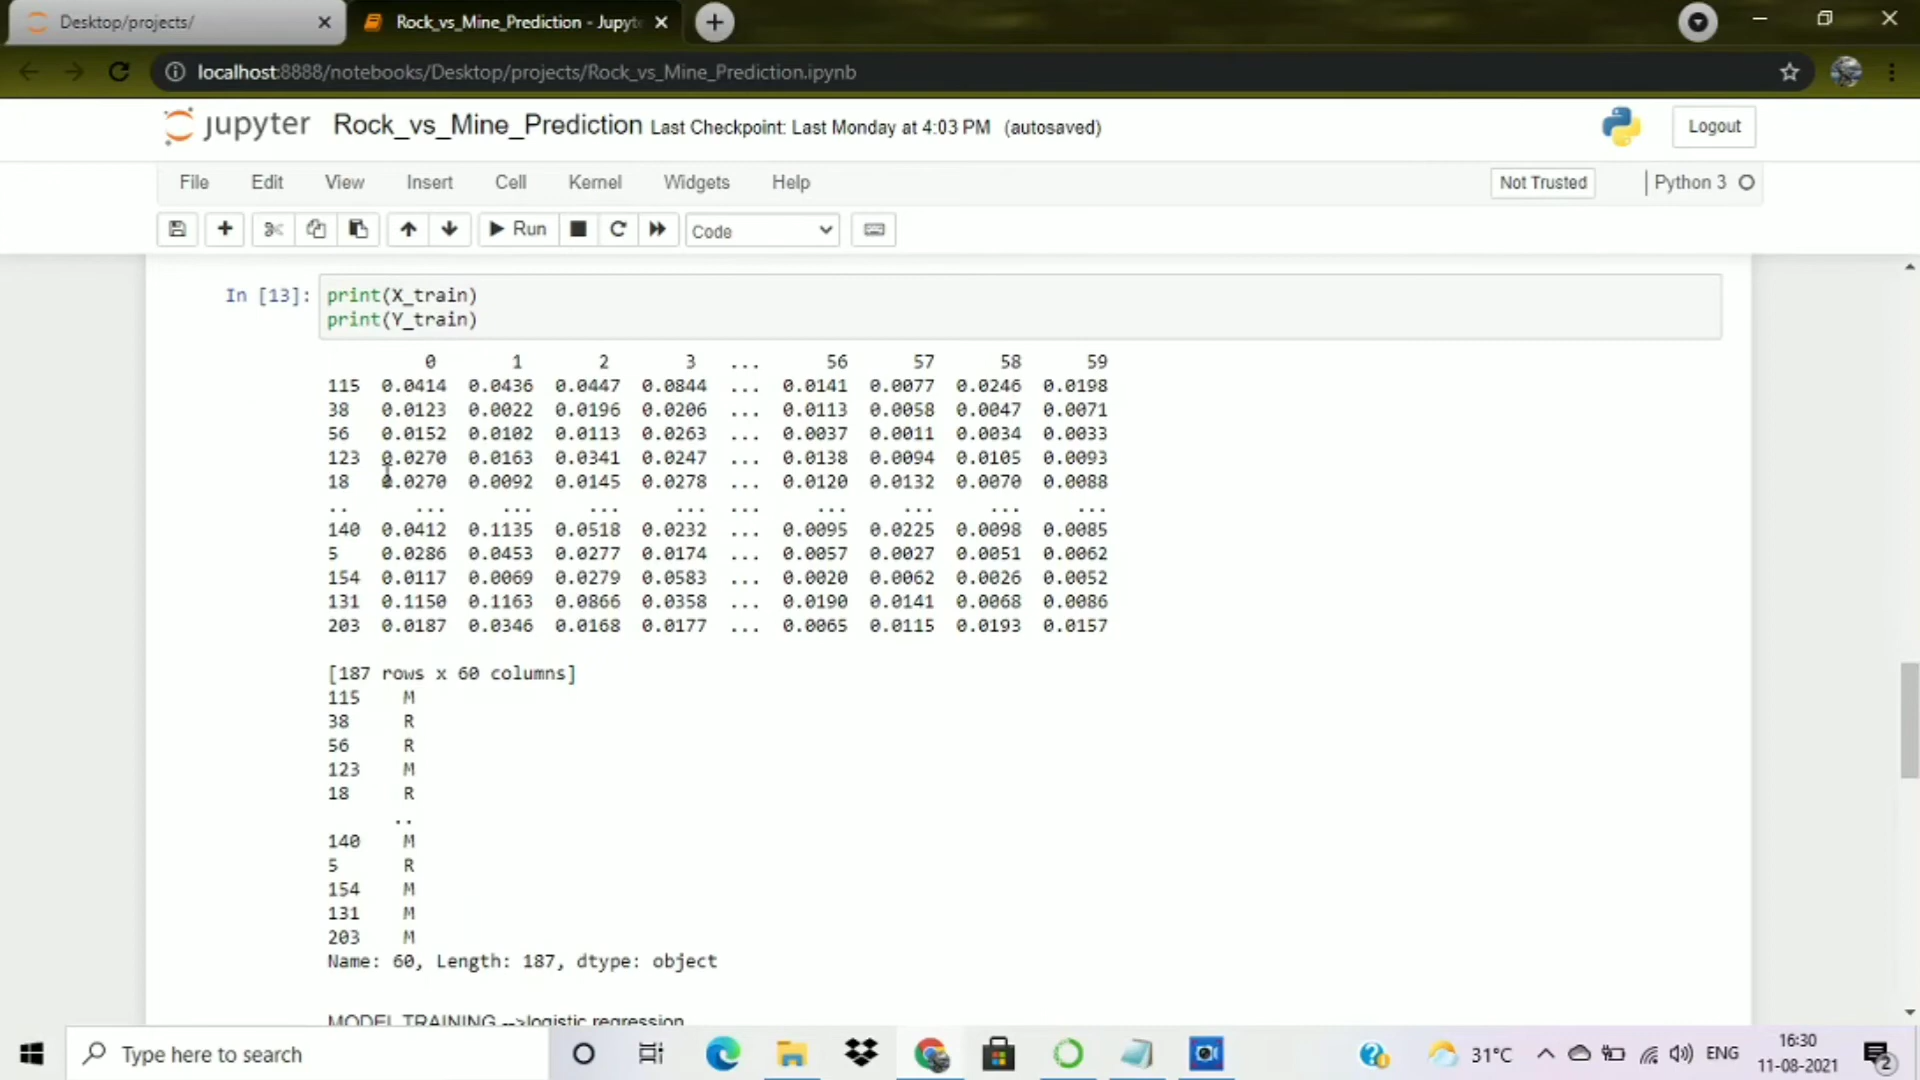 Desktop/projects/
Rock_vs_Mine_Prediction - Jupyt
localhost:8888/notebooks/Desktop/projects/Rock_vs_Mine_Prediction.ipynb
jupyter Rock_vs_Mine_Prediction Last Checkpoint: Last Monday at 4:03 PM (autosaved)
Logout
File Edit View Insert Cell Kernel Widgets Help
Not Trusted
Python 3
Run
Code
In [13]: print(X_train)
print(Y_train)
0 1 2 3 ... 56 57 58 59
115 0.0414 0.0436 0.0447 0.0844 ... 0.0141 0.0077 0.0246 0.0198
38 0.0123 0.0022 0.0196 0.0206 ... 0.0113 0.0058 0.0047 0.0071
56 0.0152 0.0102 0.0113 0.0263 ... 0.0037 0.0011 0.0034 0.0033
123 0.0270 0.0163 0.0341 0.0247 ... 0.0138 0.0094 0.0105 0.0093
18 0.0270 0.0092 0.0145 0.0278 ... 0.0120 0.0132 0.0070 0.0088
.. ... ... ... ... ... ... ... ... ...
140 0.0412 0.1135 0.0518 0.0232 ... 0.0095 0.0225 0.0098 0.0085
5 0.0286 0.0453 0.0277 0.0174 ... 0.0057 0.0027 0.0051 0.0062
154 0.0117 0.0069 0.0279 0.0583 ... 0.0020 0.0062 0.0026 0.0052
131 0.1150 0.1163 0.0866 0.0358 ... 0.0190 0.0141 0.0068 0.0086
203 0.0187 0.0346 0.0168 0.0177 ... 0.0065 0.0115 0.0193 0.0157
[187 rows x 60 columns]
115 M
38 R
56 R
123 M
18 R
..
140 M
5 R
154 M
131 M
203 M
Name: 60, Length: 187, dtype: object
MODEL TRAINING -->logistic regression
Type here to search
31°C
ENG
16:30
11-08-2021
2